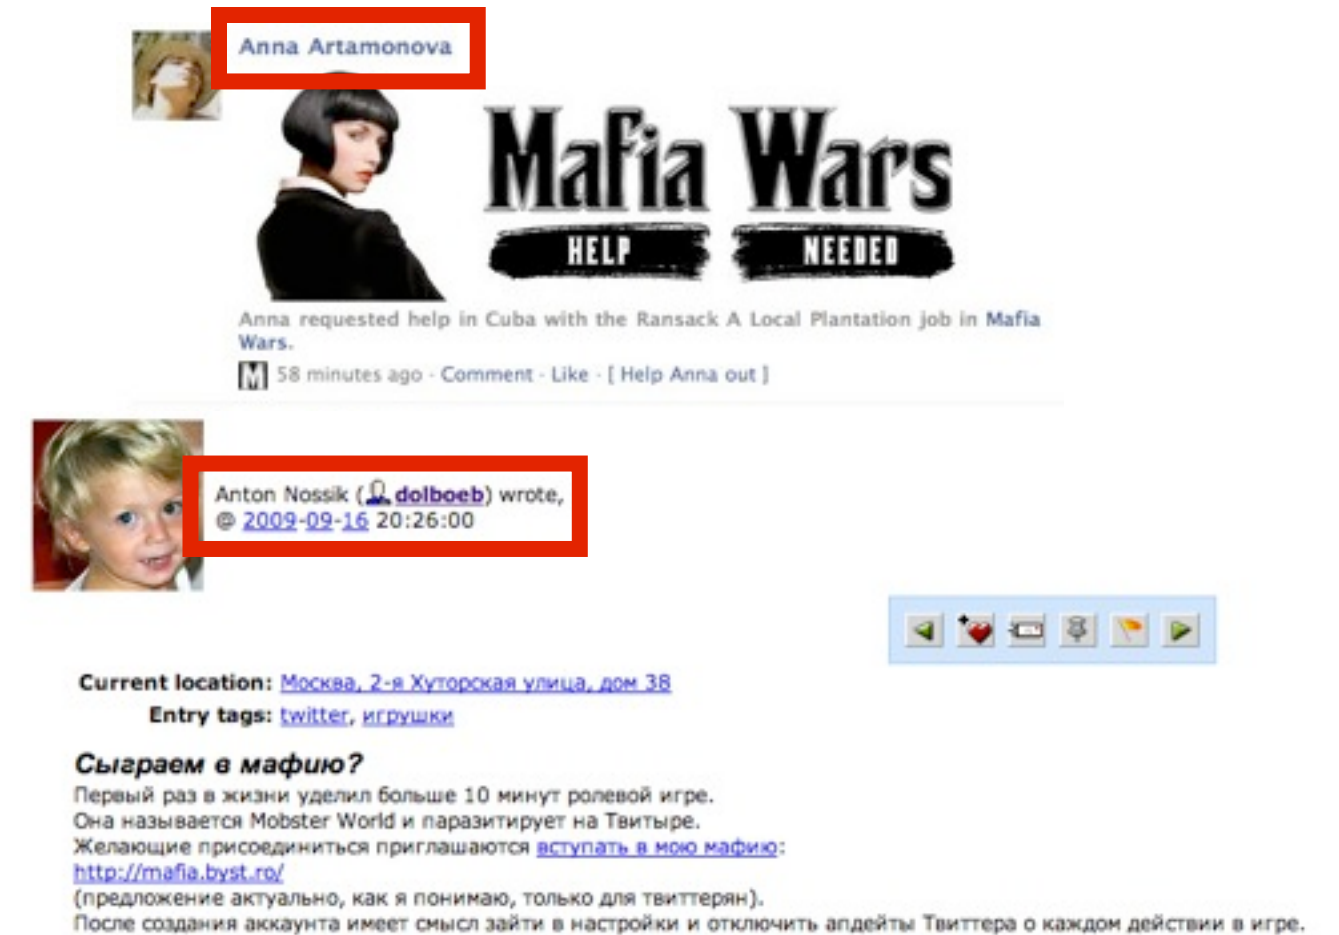 Anna Artamonova
Mafia Wars
HELP NEEDED
Anna requested help in Cuba with the Ransack A Local Plantation job in Mafia
Wars.
58 minutes ago · Comment · Like · [ Help Anna out ]
Anton Nossik (dolboeb) wrote,
@ 2009-09-16 20:26:00
Current location: Москва, 2-я Хуторская улица, дом 38
Entry tags: twitter, игрушки
Сыграем в мафию?
Первый раз в жизни уделил больше 10 минут ролевой игре.
Она называется Mobster World и паразитирует на Твитыре.
Желающие присоединиться приглашаются вступать в мою мафию:
http://mafia.byst.ro/
(предложение актуально, как я понимаю, только для твиттерян).
После создания аккаунта имеет смысл зайти в настройки и отключить апдейты Твиттера о каждом действии в игре.